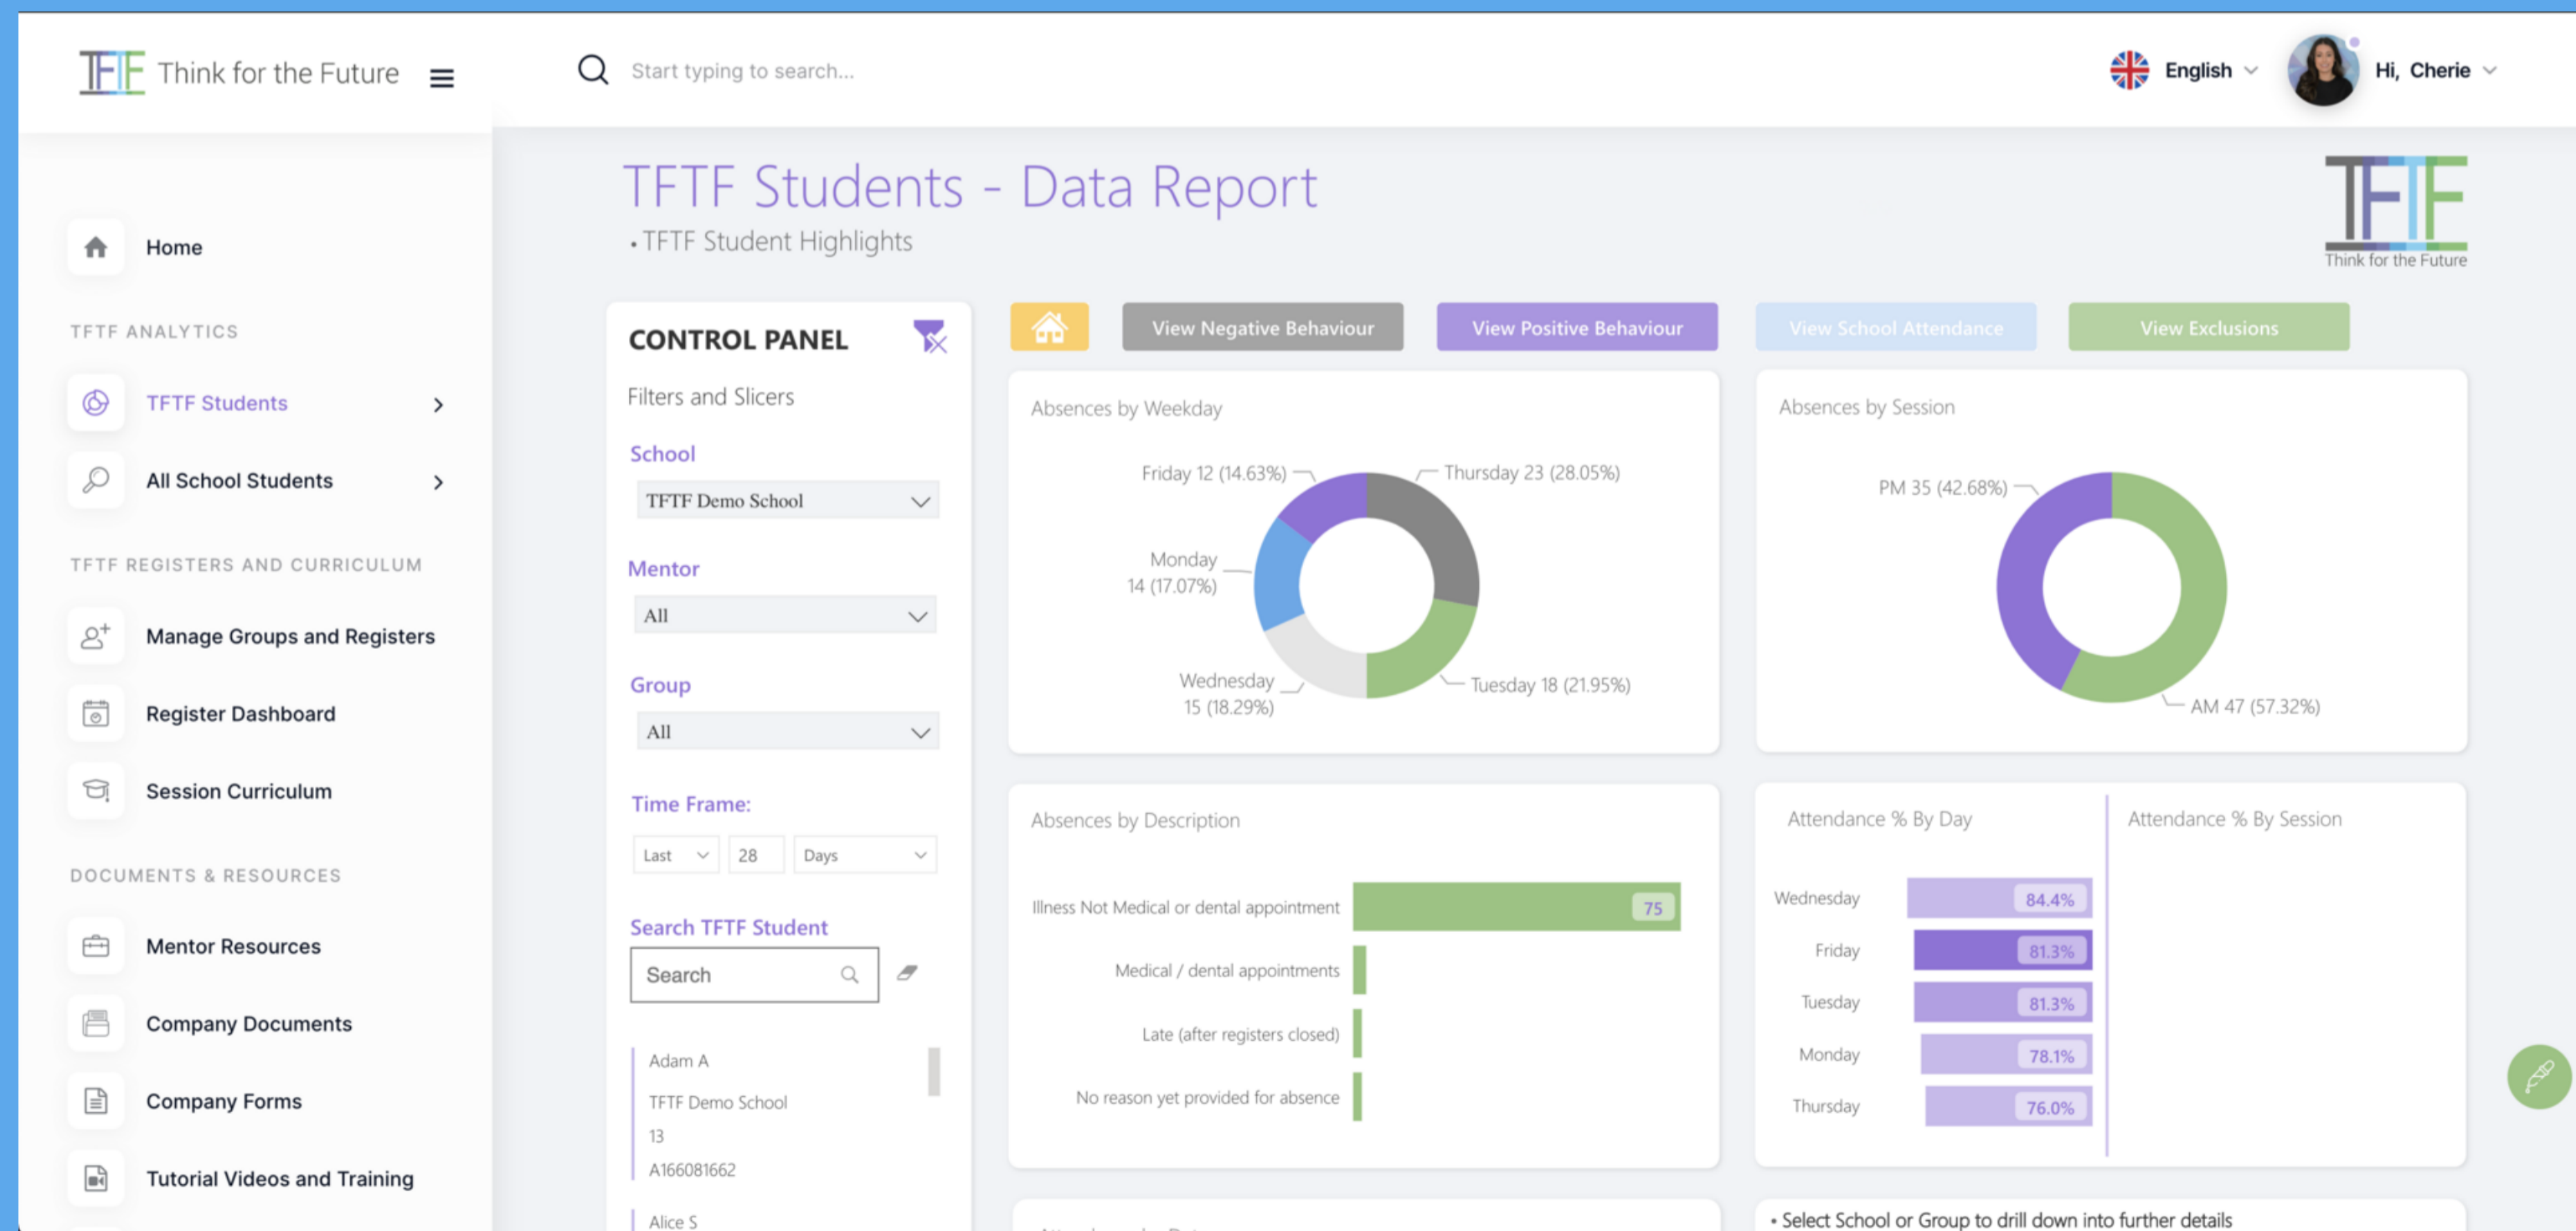 TFTF Think for the Future
Start typing to search...
English
Hi, Cherie
Home
TFTF ANALYTICS
TFTF Students
All School Students
TFTF REGISTERS AND CURRICULUM
Manage Groups and Registers
Register Dashboard
Session Curriculum
DOCUMENTS & RESOURCES
Mentor Resources
Company Documents
Company Forms
Tutorial Videos and Training
TFTF Students - Data Report
• TFTF Student Highlights
TFTF
Think for the Future
CONTROL PANEL
Filters and Slicers
School
TFTF Demo School
Mentor
All
Group
All
Time Frame:
Last 28 Days
Search TFTF Student
Search
Adam A
TFTF Demo School
13
A166081662
Alice S
View Negative Behaviour
View Positive Behaviour
View School Attendance
View Exclusions
Absences by Weekday
Friday 12 (14.63%)
Thursday 23 (28.05%)
Monday
14 (17.07%)
Wednesday
15 (18.29%)
Tuesday 18 (21.95%)
Absences by Session
PM 35 (42.68%)
AM 47 (57.32%)
Absences by Description
Illness Not Medical or dental appointment 75
Medical / dental appointments
Late (after registers closed)
No reason yet provided for absence
Attendance % By Day
Wednesday 84.4%
Friday 81.3%
Tuesday 81.3%
Monday 78.1%
Thursday 76.0%
Attendance % By Session
• Select School or Group to drill down into further details